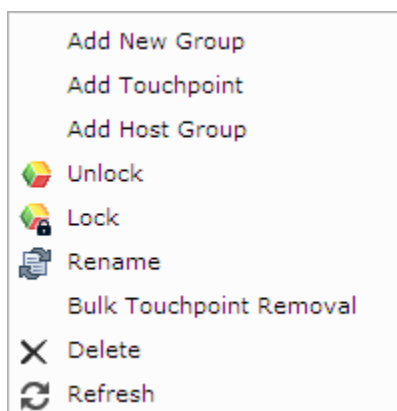 Add New Group
Add Touchpoint
Add Host Group
Unlock
Lock
Rename
Bulk Touchpoint Removal
Delete
Refresh